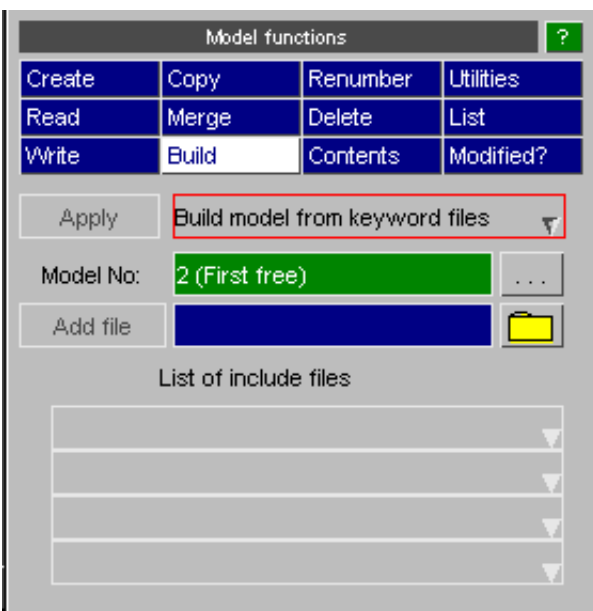 Model functions ?
Create Copy Renumber Utilities
Read Merge Delete List
Write Build Contents Modified?
Apply Build model from keyword files
Model No: 2 (First free) ...
Add file
List of include files